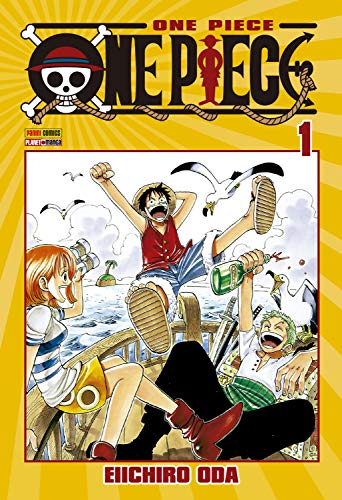 ONE PIECE
ONE PIECE
PANINI COMICS
PLANET MANGA
1
EIICHIRO ODA